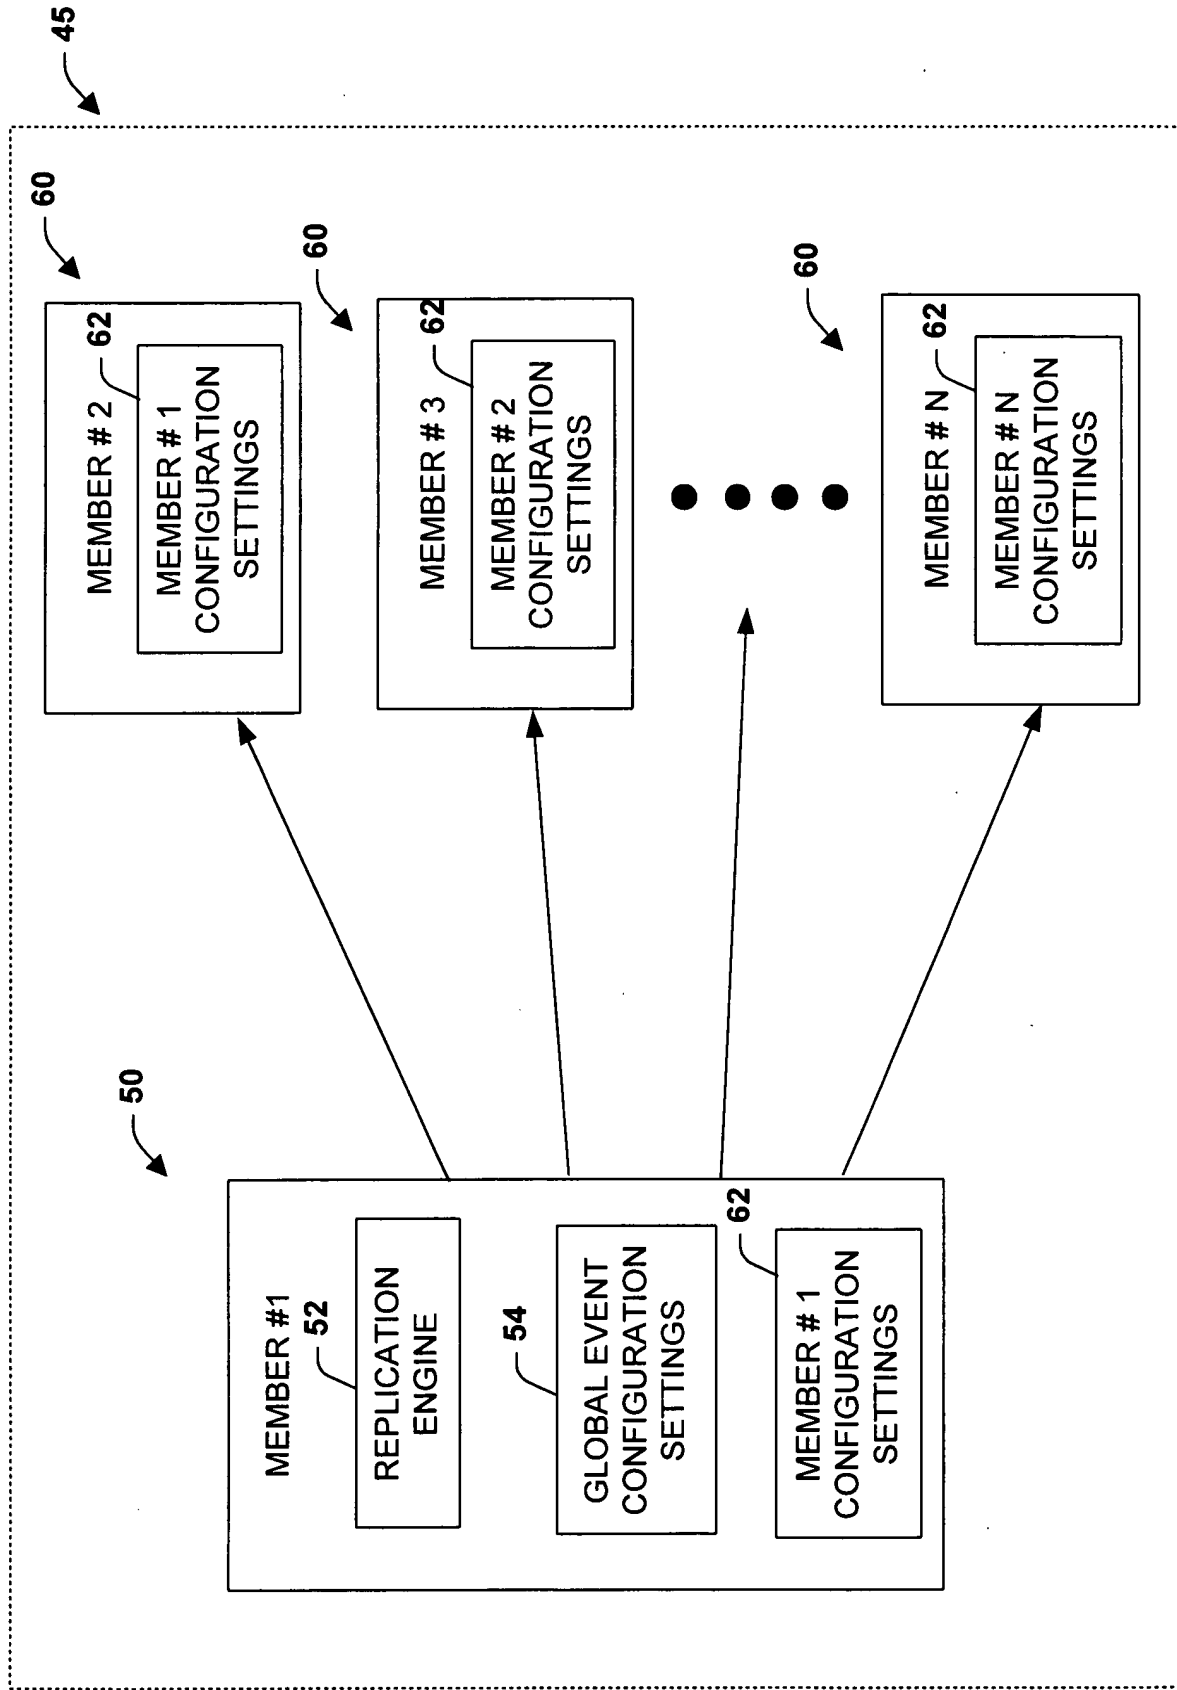 45
50
MEMBER #1
52
REPLICATION
ENGINE
54
GLOBAL EVENT
CONFIGURATION
SETTINGS
62
MEMBER # 1
CONFIGURATION
SETTINGS
60
MEMBER # 2
62
MEMBER # 1
CONFIGURATION
SETTINGS
60
MEMBER # 3
62
MEMBER # 2
CONFIGURATION
SETTINGS
60
MEMBER # N
62
MEMBER # N
CONFIGURATION
SETTINGS